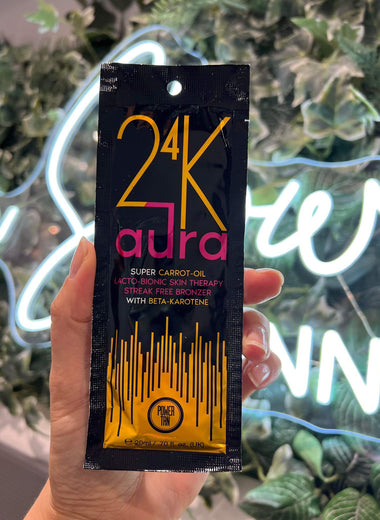 24K
aura
SUPER CARROT-OIL
LACTO-BIONIC SKIN THERAPY
STREAK FREE BRONZER
WITH BETA-KAROTENE
POWER
TAN